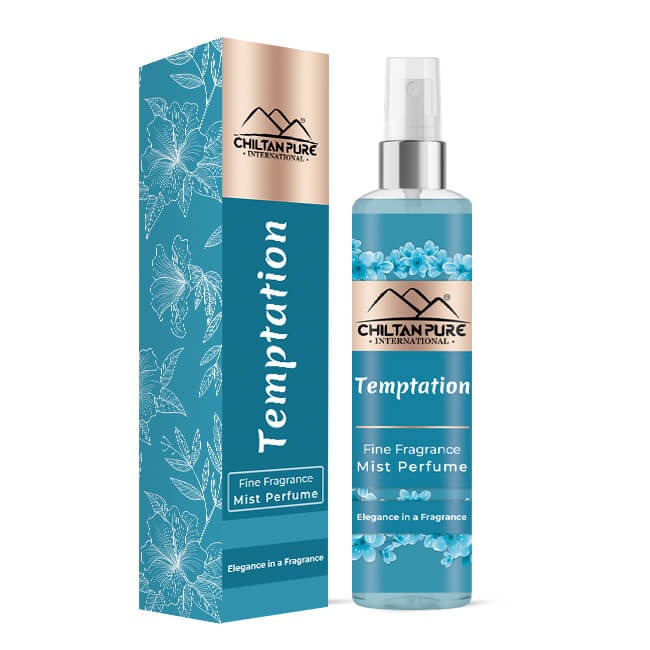 ®
CHILTAN PURE
• INTERNATIONAL •
Temptation
Fine Fragrance
Mist Perfume
Elegance in a Fragrance
®
CHILTAN PURE
• INTERNATIONAL •
Temptation
Fine Fragrance
Mist Perfume
Elegance in a Fragrance